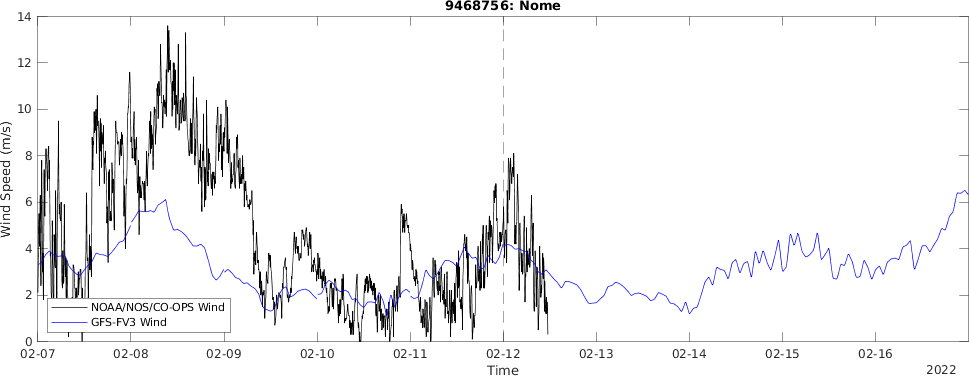 9468756: Nome
Wind Speed (m/s)
14
12
10
8
6
4
2
0
NOAA/NOS/CO-OPS Wind
GFS-FV3 Wind
02-07 02-08 02-09 02-10 02-11 02-12 02-13 02-14 02-15 02-16
Time
2022